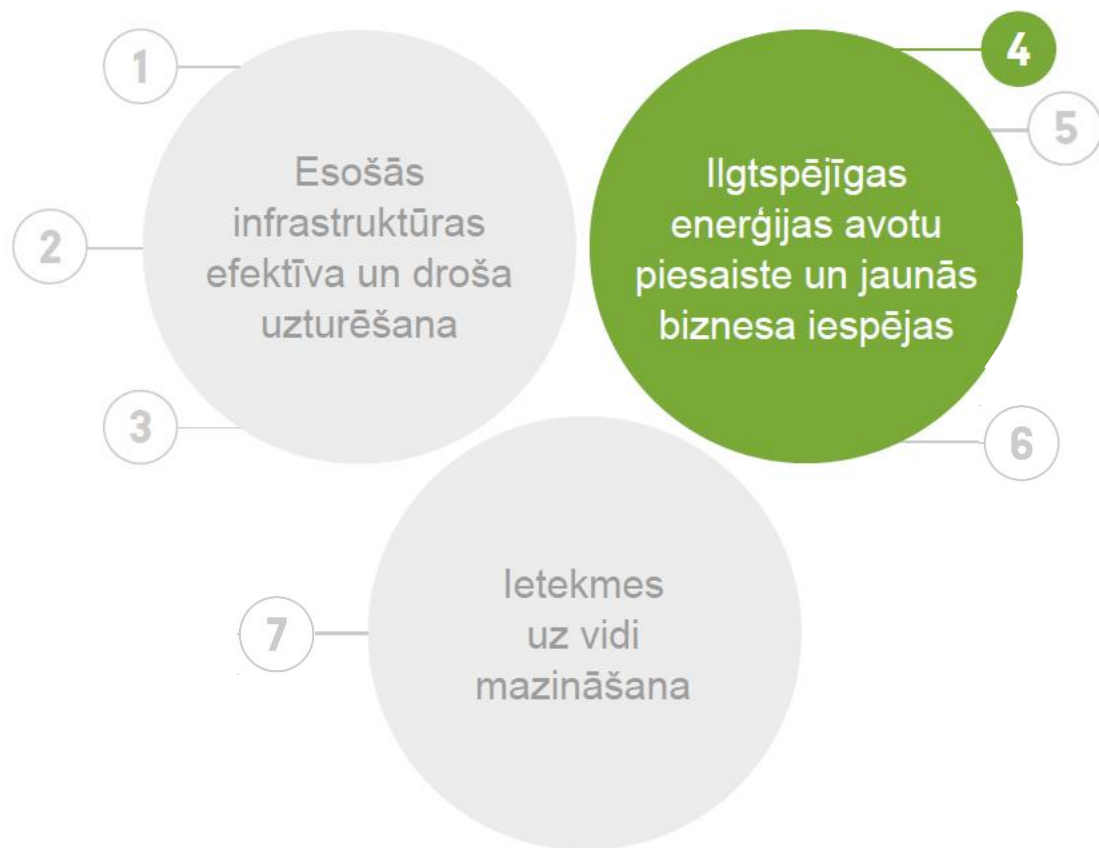 1
Esošās
infrastruktūras
efektīva un droša
uzturēšana
2
3
4
Ilgtspējīgas
enerģijas avotu
piesaiste un jaunās
biznesa iespējas
5
6
7
Ietekmes
uz vidi
mazināšana